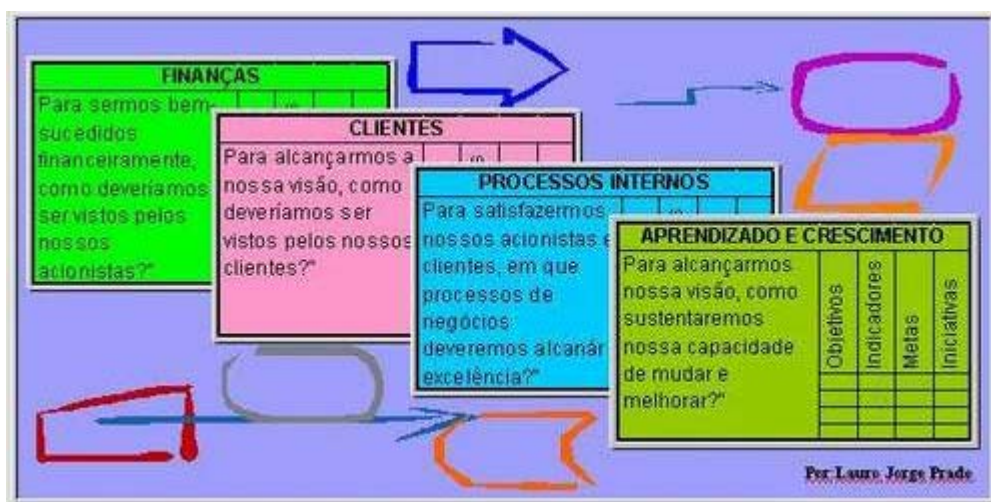 FINANÇAS
Para sermos bem-
sucedidos
financeiramente,
como deveríamos
ser vistos pelos
nossos
acionistas?"
CLIENTES
Para alcançarmos a
nossa visão, como
deveríamos ser
vistos pelos nossos
clientes?"
PROCESSOS INTERNOS
Para satisfazermos
nossos acionistas e
clientes, em que
processos de
negócios
deveremos alcanár
excelência?"
APRENDIZADO E CRESCIMENTO
Para alcançarmos
nossa visão, como
sustentaremos
nossa capacidade
de mudar e
melhorar?"
Objetivos
Indicadores
Metas
Iniciativas
Por Lauro Jorge Prado